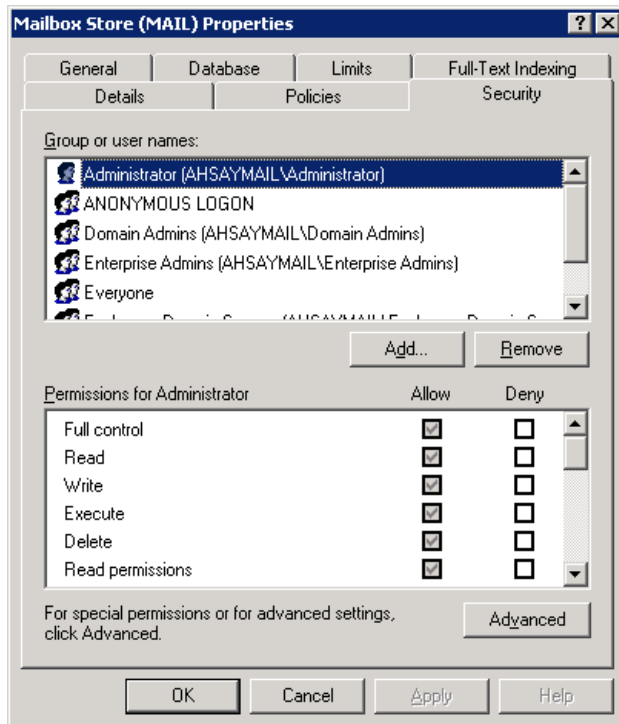 Mailbox Store (MAIL) Properties
General Database Limits Full-Text Indexing
Details Policies Security
Group or user names:
Administrator (AHSAYMAIL\Administrator)
ANONYMOUS LOGON
Domain Admins (AHSAYMAIL\Domain Admins)
Enterprise Admins (AHSAYMAIL\Enterprise Admins)
Everyone
Add... Remove
Permissions for Administrator Allow Deny
Full control
Read
Write
Execute
Delete
Read permissions
For special permissions or for advanced settings,
click Advanced.
Advanced
OK Cancel Apply Help